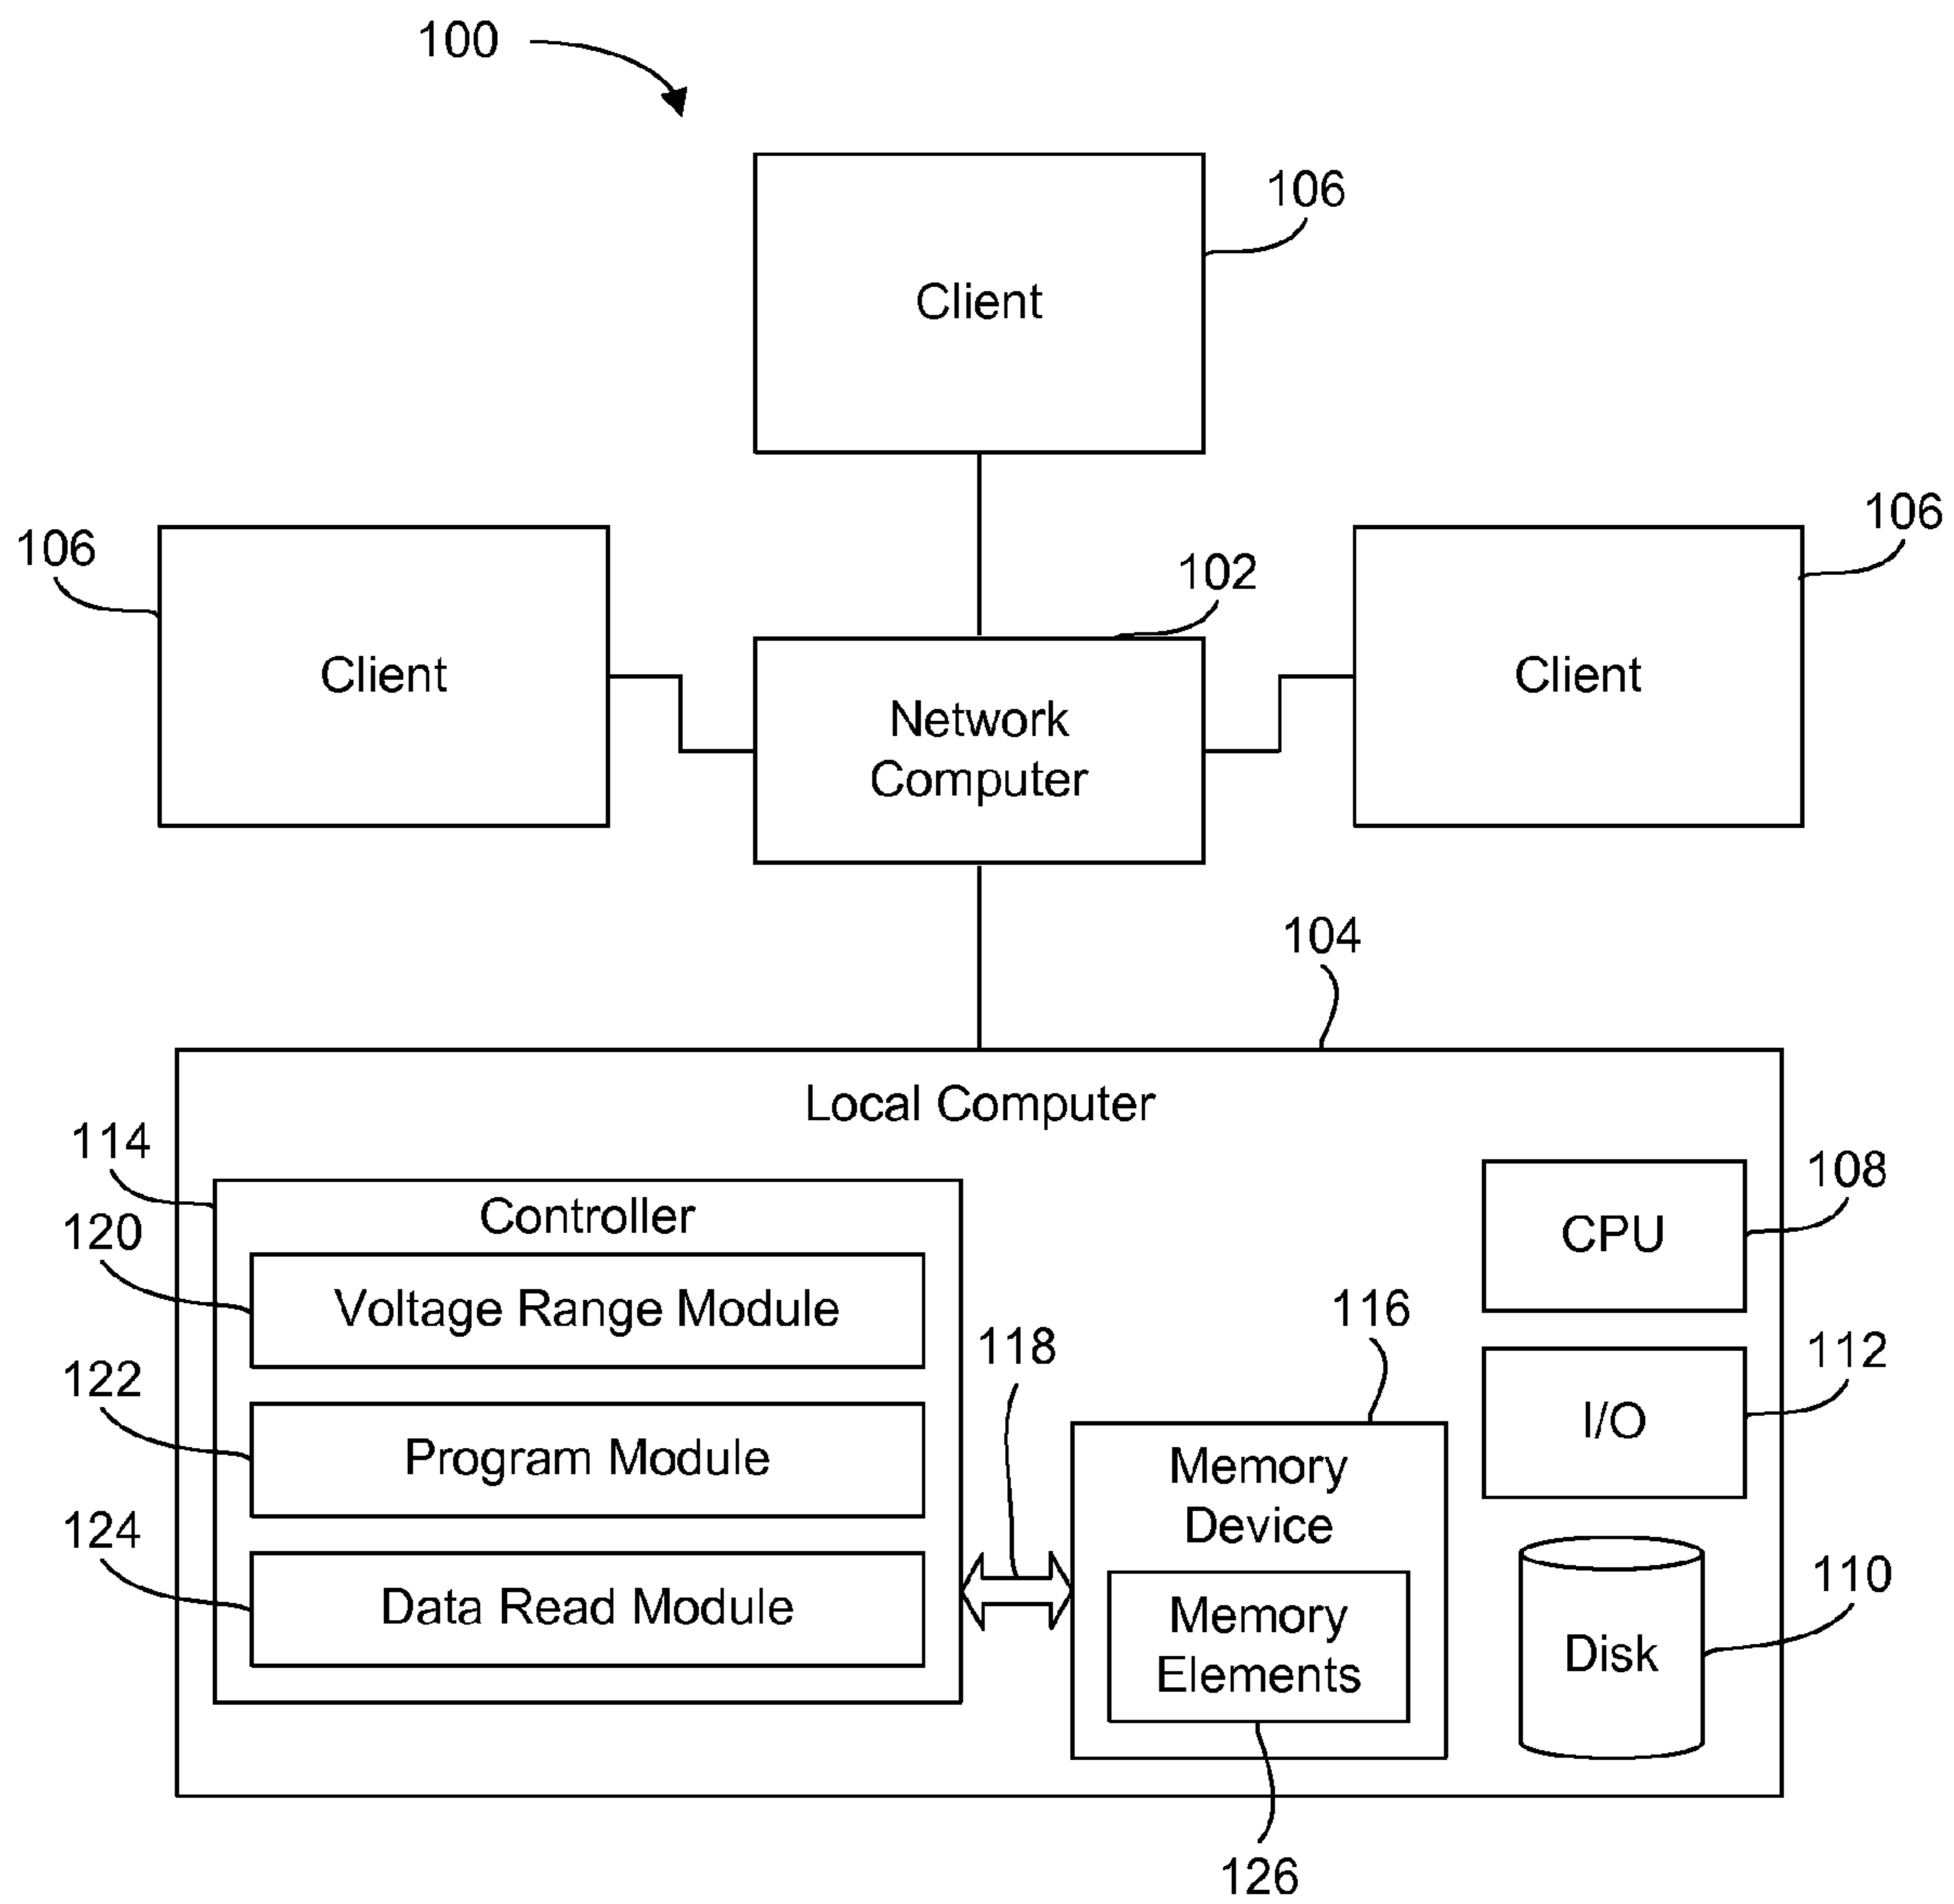 100
106
Client
106
106
102
Client
Client
Network
Computer
104
Local Computer
114
108
Controller
120
CPU
Voltage Range Module
116
118
112
122
I/O
Program Module
Memory
Device
124
110
Data Read Module
Memory
Elements
Disk
126